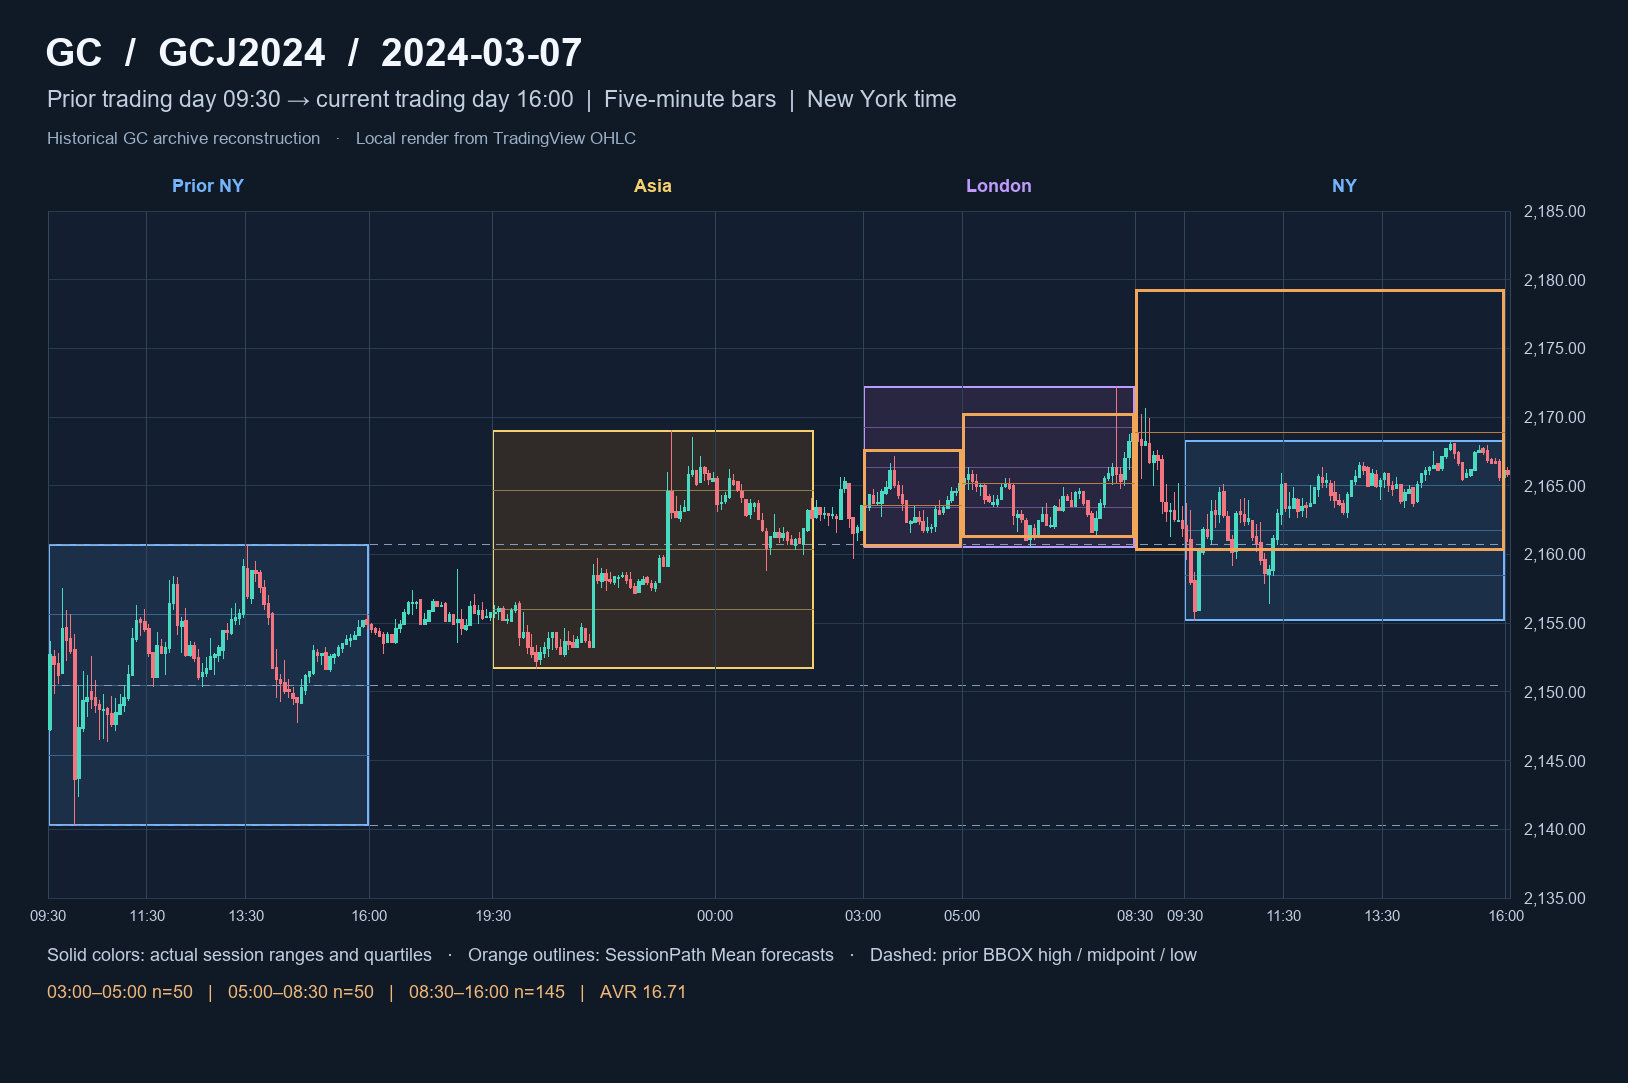 GC / GCJ2024 / 2024-03-07
Prior trading day 09:30 → current trading day 16:00 | Five-minute bars | New York time
Historical GC archive reconstruction · Local render from TradingView OHLC
Prior NY Asia London NY
2,185.00
2,180.00
2,175.00
2,170.00
2,165.00
2,160.00
2,155.00
2,150.00
2,145.00
2,140.00
2,135.00
09:30 11:30 13:30 16:00 19:30 00:00 03:00 05:00 08:30 09:30 11:30 13:30 16:00
Solid colors: actual session ranges and quartiles · Orange outlines: SessionPath Mean forecasts · Dashed: prior BBOX high / midpoint / low
03:00–05:00 n=50 | 05:00–08:30 n=50 | 08:30–16:00 n=145 | AVR 16.71